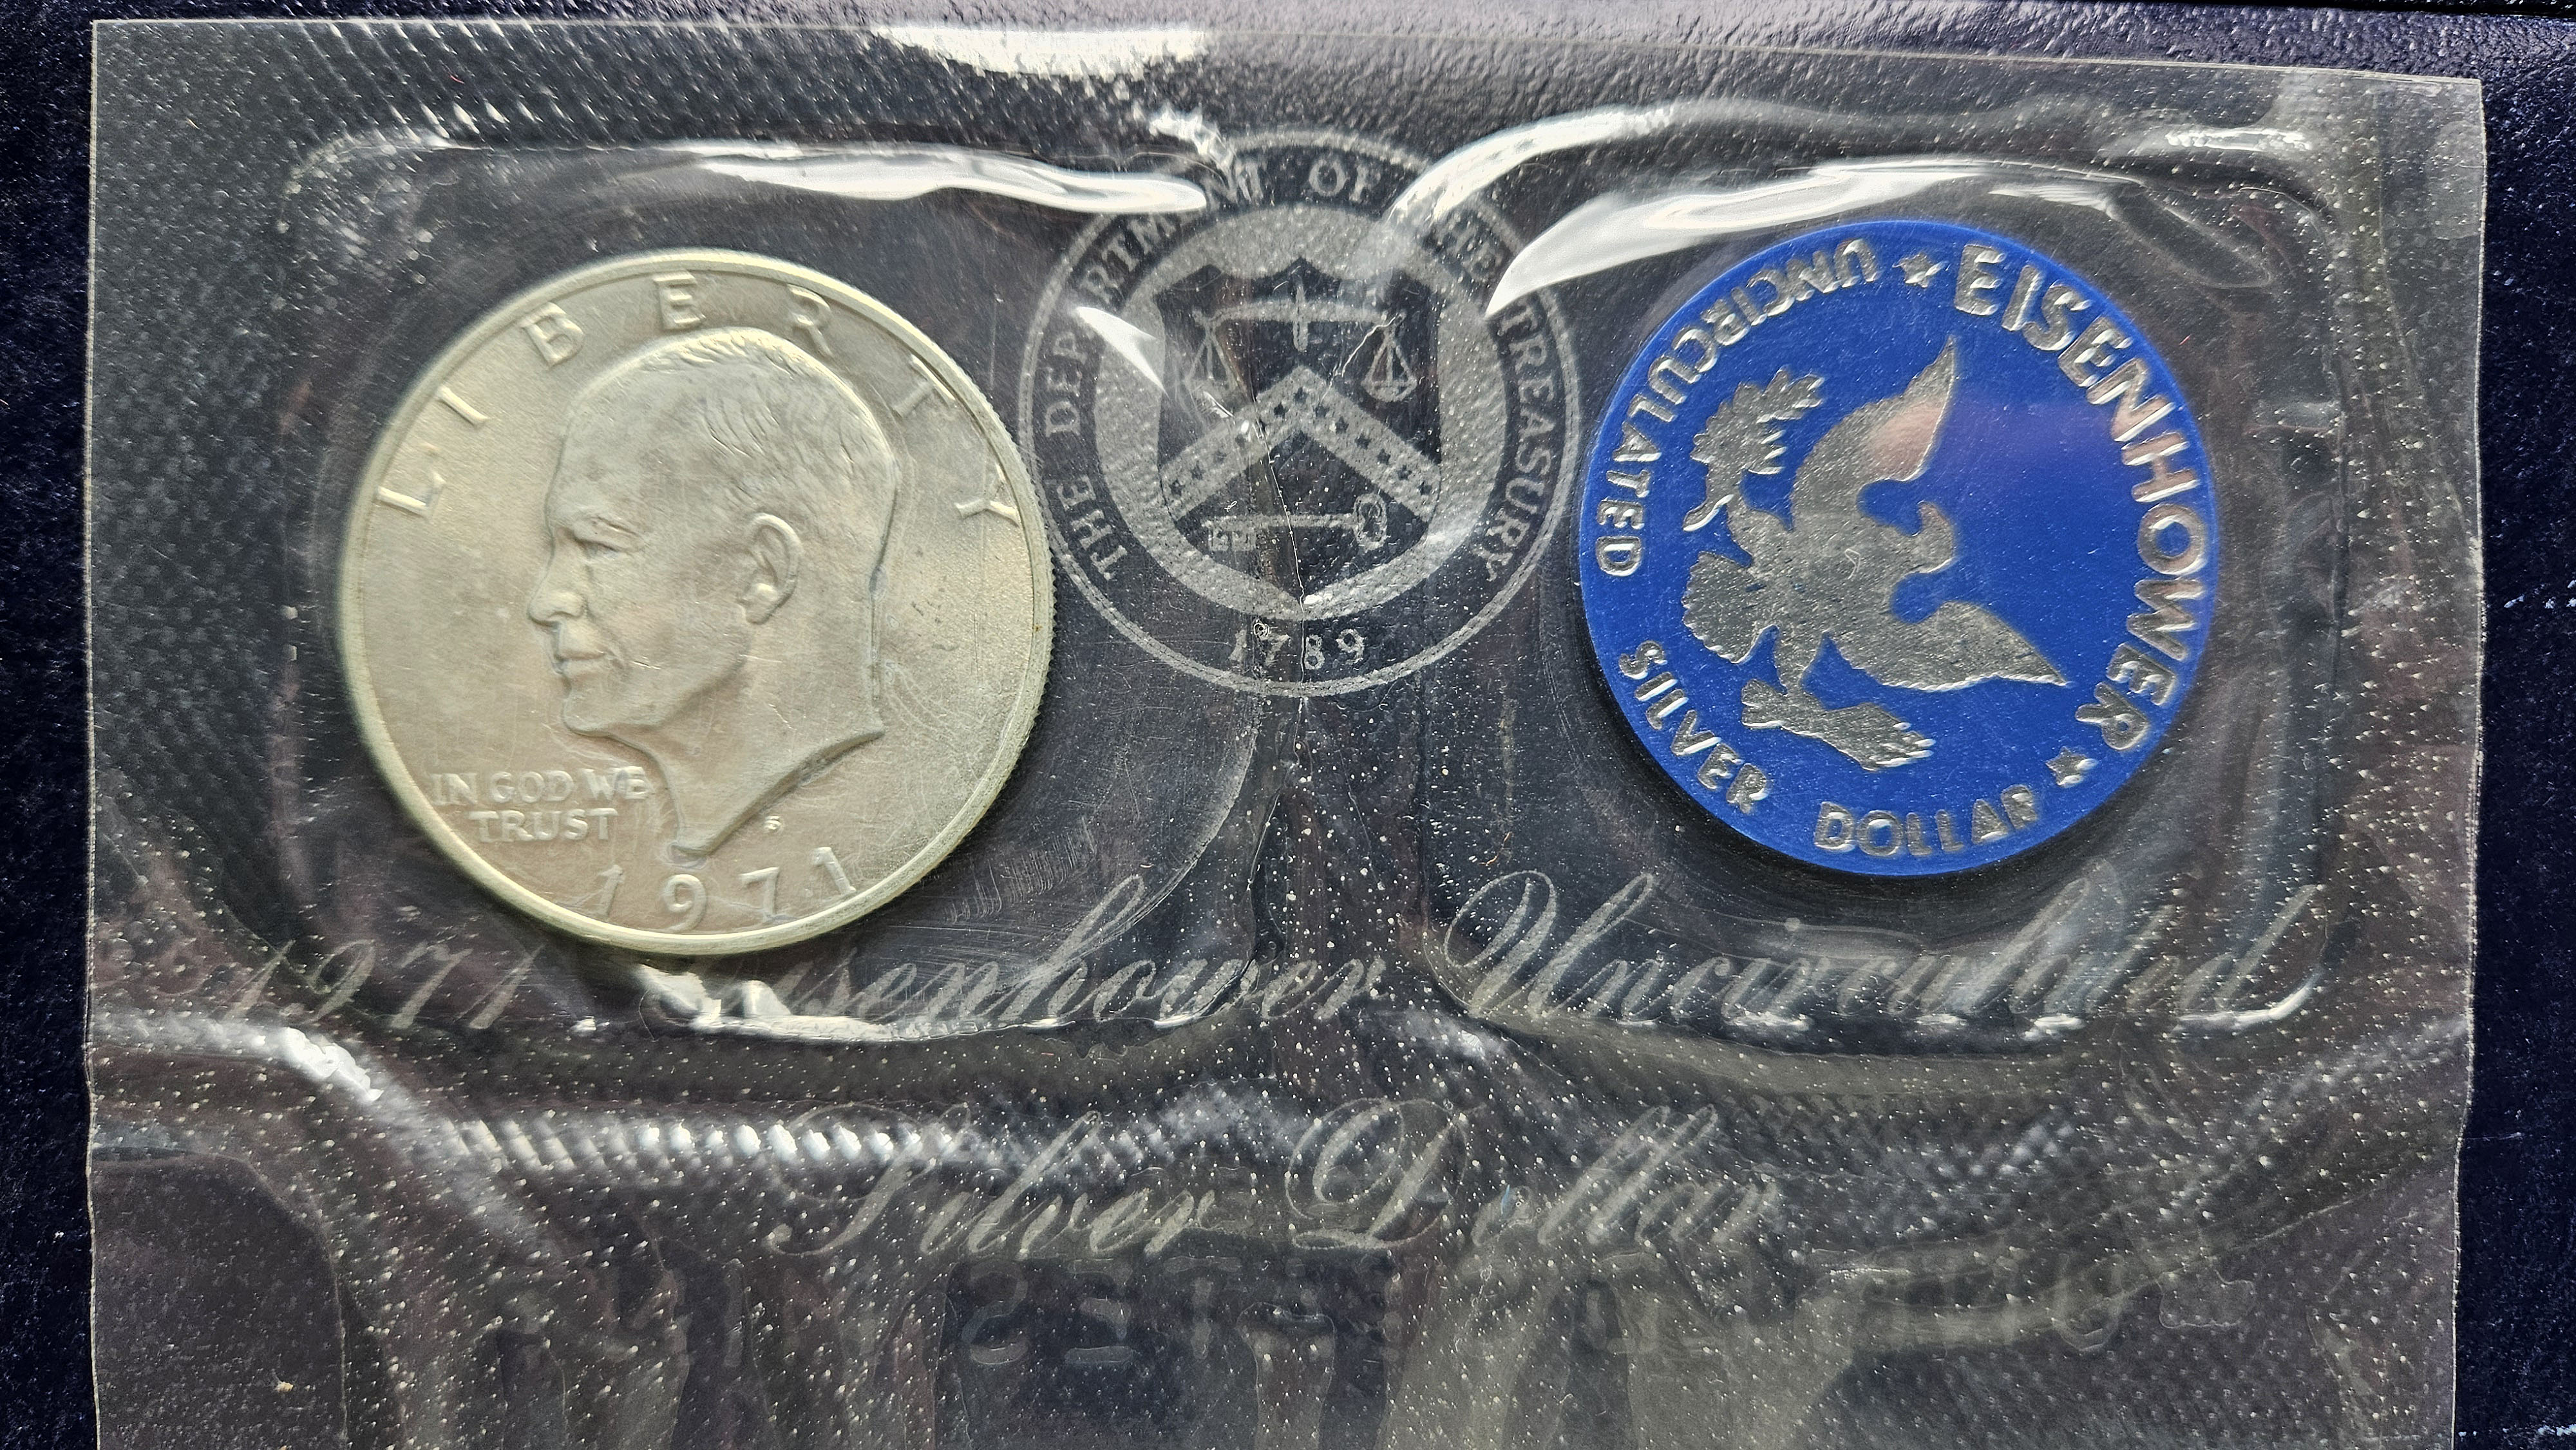 LIBERTY
IN GOD WE
TRUST
S
1971
THE DEPARTMENT OF THE TREASURY
1789
EISENHOWER
UNCIRCULATED SILVER DOLLAR
1971 Eisenhower Uncirculated
Silver Dollar